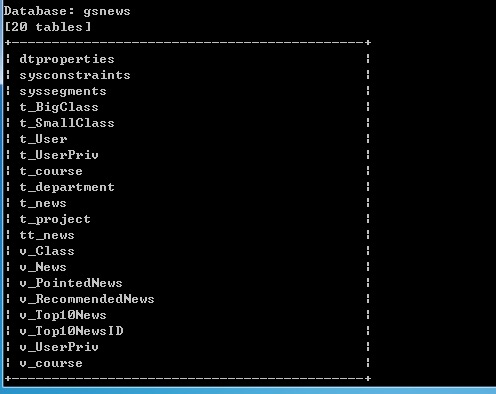 Database: gsnews
[20 tables]
+--------------------------------------------+
¦ dtproperties ¦
¦ sysconstraints ¦
¦ syssegments ¦
¦ t_BigClass ¦
¦ t_SmallClass ¦
¦ t_User ¦
¦ t_UserPriv ¦
¦ t_course ¦
¦ t_department ¦
¦ t_news ¦
¦ t_project ¦
¦ tt_news ¦
¦ v_Class ¦
¦ v_News ¦
¦ v_PointedNews ¦
¦ v_RecommendedNews ¦
¦ v_Top10News ¦
¦ v_Top10NewsID ¦
¦ v_UserPriv ¦
¦ v_course ¦
+--------------------------------------------+